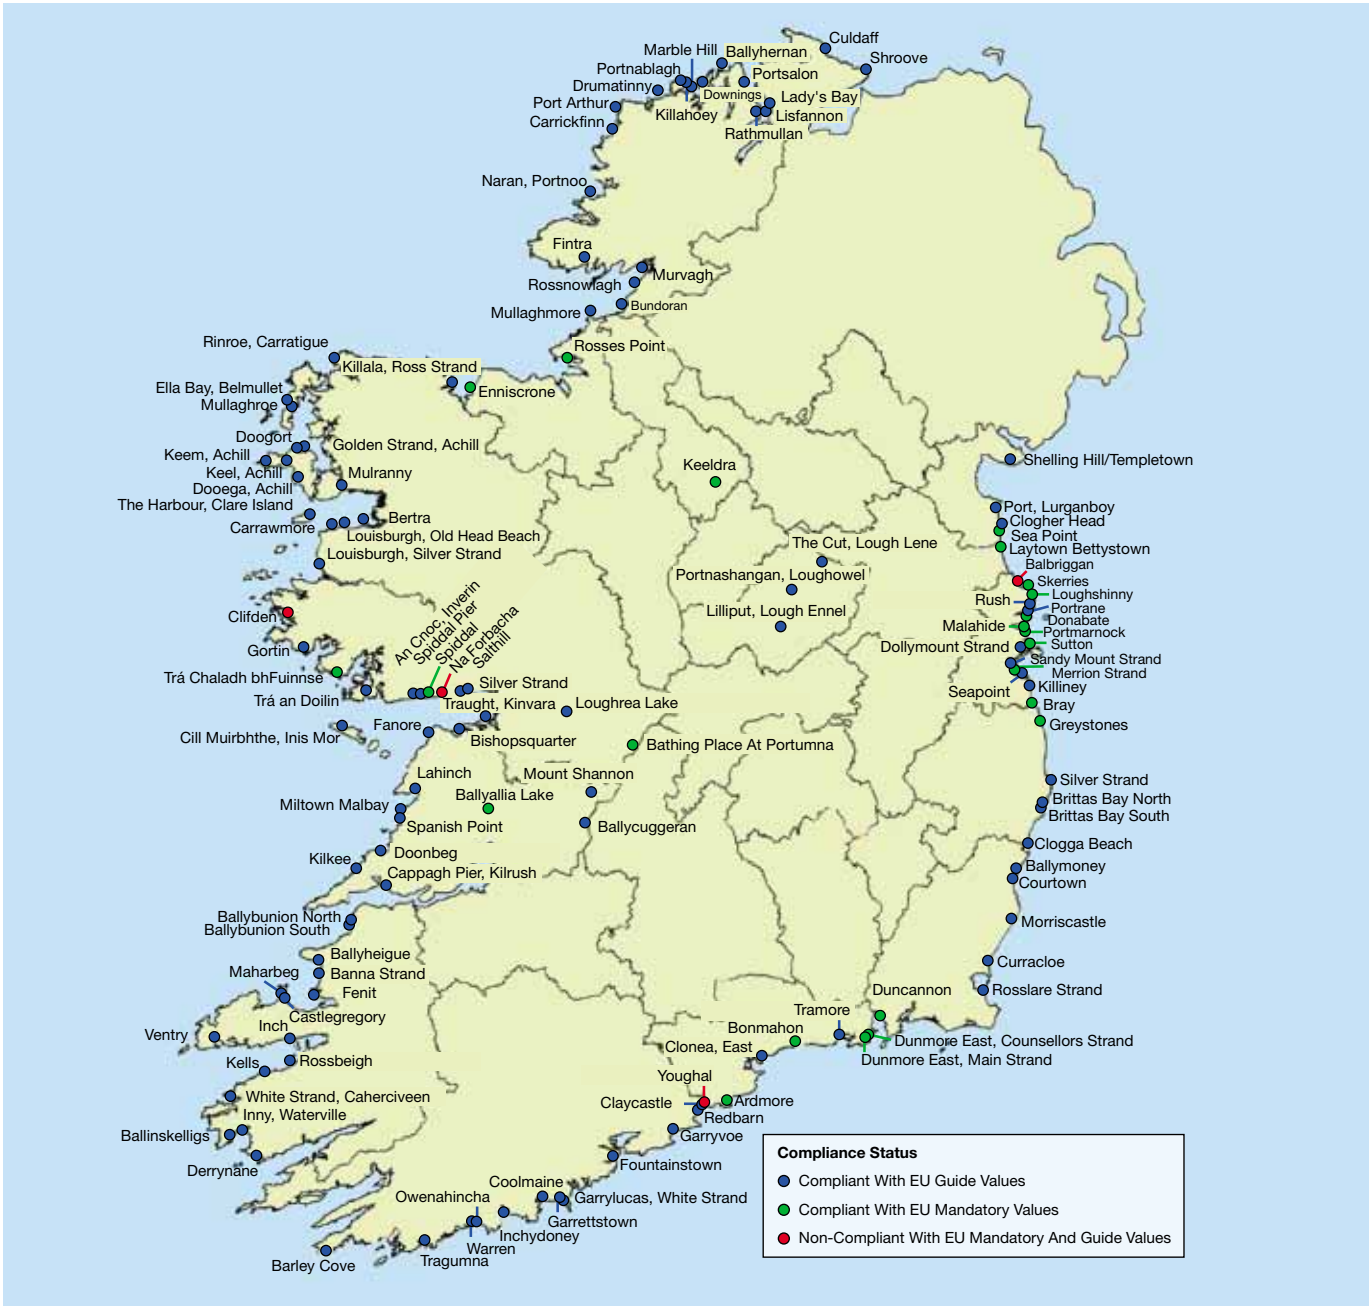 Culdaff
Marble Hill
Ballyhernan
Shroove
Portnablagh
Portsalon
Drumatinny
Downings
Lady's Bay
Port Arthur
Killahoey
Lisfannon
Carrickfinn
Rathmullan
Naran, Portnoo
Fintra
Murvagh
Rossnowlagh
Bundoran
Mullaghmore
Rinroe, Carratigue
Rosses Point
Killala, Ross Strand
Ella Bay, Belmullet
Enniscrone
Mullaghroe
Doogort
Golden Strand, Achill
Keem, Achill
Keeldra
Shelling Hill/Templetown
Keel, Achill
Mulranny
Dooega, Achill
The Harbour, Clare Island
Port, Lurganboy
Bertra
Clogher Head
Carrawmore
Louisburgh, Old Head Beach
Sea Point
The Cut, Lough Lene
Laytown Bettystown
Louisburgh, Silver Strand
Balbriggan
Portnashangan, Loughowel
Skerries
Loughshinny
Rush
Portrane
Clifden
Lilliput, Lough Ennel
Donabate
Malahide
Portmarnock
An Cnoc, Inverin
Spiddal Pier
Spiddal
Na Forbacha
Salthill
Sutton
Gortin
Dollymount Strand
Sandy Mount Strand
Merrion Strand
Trá Chaladh bhFuinnse
Silver Strand
Seapoint
Killiney
Trá an Doilin
Traught, Kinvara
Loughrea Lake
Bray
Fanore
Greystones
Cill Muirbhthe, Inis Mor
Bishopsquarter
Bathing Place At Portumna
Lahinch
Mount Shannon
Silver Strand
Ballyallia Lake
Brittas Bay North
Miltown Malbay
Brittas Bay South
Spanish Point
Ballycuggeran
Clogga Beach
Doonbeg
Kilkee
Ballymoney
Cappagh Pier, Kilrush
Courtown
Ballybunion North
Morriscastle
Ballybunion South
Ballyheigue
Curracloe
Maharbeg
Banna Strand
Fenit
Duncannon
Rosslare Strand
Castlegregory
Tramore
Inch
Bonmahon
Ventry
Clonea, East
Dunmore East, Counsellors Strand
Kells
Rossbeigh
Dunmore East, Main Strand
Youghal
White Strand, Caherciveen
Claycastle
Ardmore
Inny, Waterville
Redbarn
Ballinskelligs
Garryvoe
Derrynane
Fountainstown
Coolmaine
Owenahincha
Garrylucas, White Strand
Garrettstown
Inchydoney
Warren
Tragumna
Barley Cove
Compliance Status
Compliant With EU Guide Values
Compliant With EU Mandatory Values
Non-Compliant With EU Mandatory And Guide Values